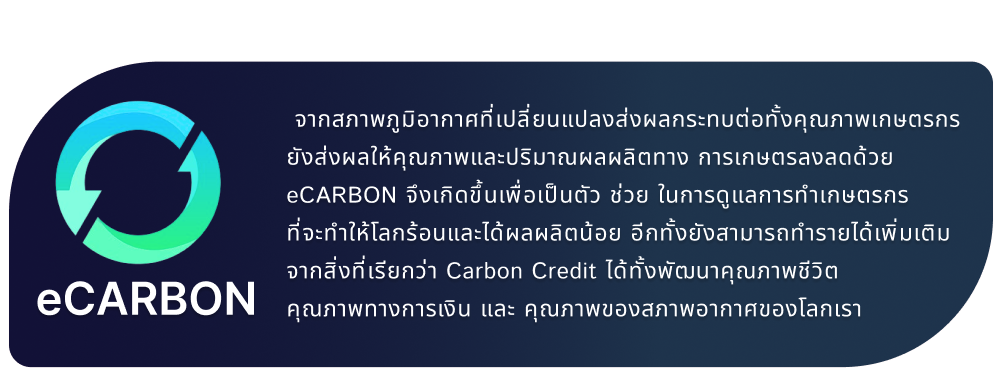 จากสภาพภูมิอากาศที่เปลี่ยนแปลงส่งผลกระทบต่อทั้งคุณภาพเกษตรกร
ยังส่งผลให้คุณภาพและปริมาณผลผลิตทาง การเกษตรลงลดด้วย
eCARBON จึงเกิดขึ้นเพื่อเป็นตัว ช่วย ในการดูแลการทำเกษตรกร
ที่จะทำให้โลกร้อนและได้ผลผลิตน้อย อีกทั้งยังสามารถทำรายได้เพิ่มเติม
จากสิ่งที่เรียกว่า Carbon Credit ได้ทั้งพัฒนาคุณภาพชีวิต
คุณภาพทางการเงิน และ คุณภาพของสภาพอากาศของโลกเรา
eCARBON